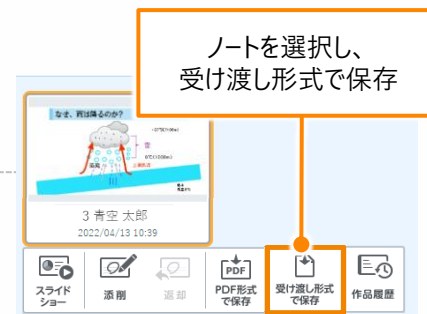 ノートを選択し、
受け渡し形式で保存
なぜ、雨は降るのか?
雪
3 青空 太郎
2022/04/13 10:39
スライド
ショー
添削
返却
PDF
PDF形式
で保存
受け渡し形式
で保存
作品履歴